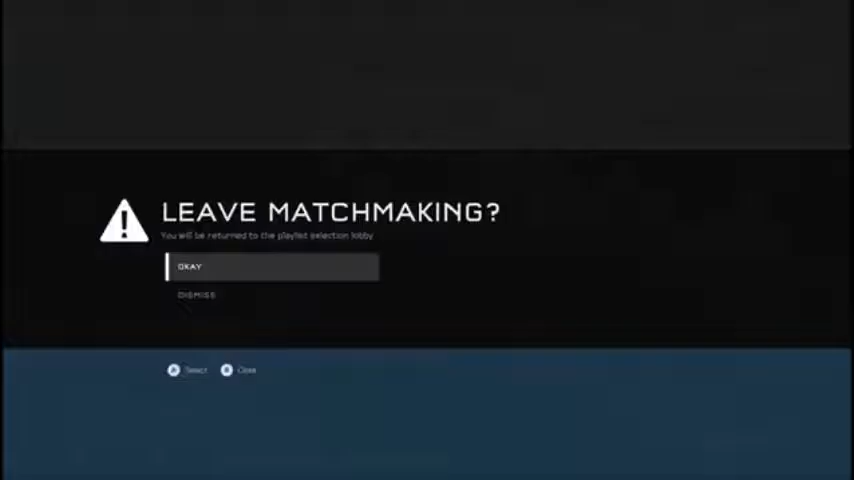 LEAVE MATCHMAKING?
You will be returned to the playlist selection lobby
OKAY
DISMISS
A Select B Close